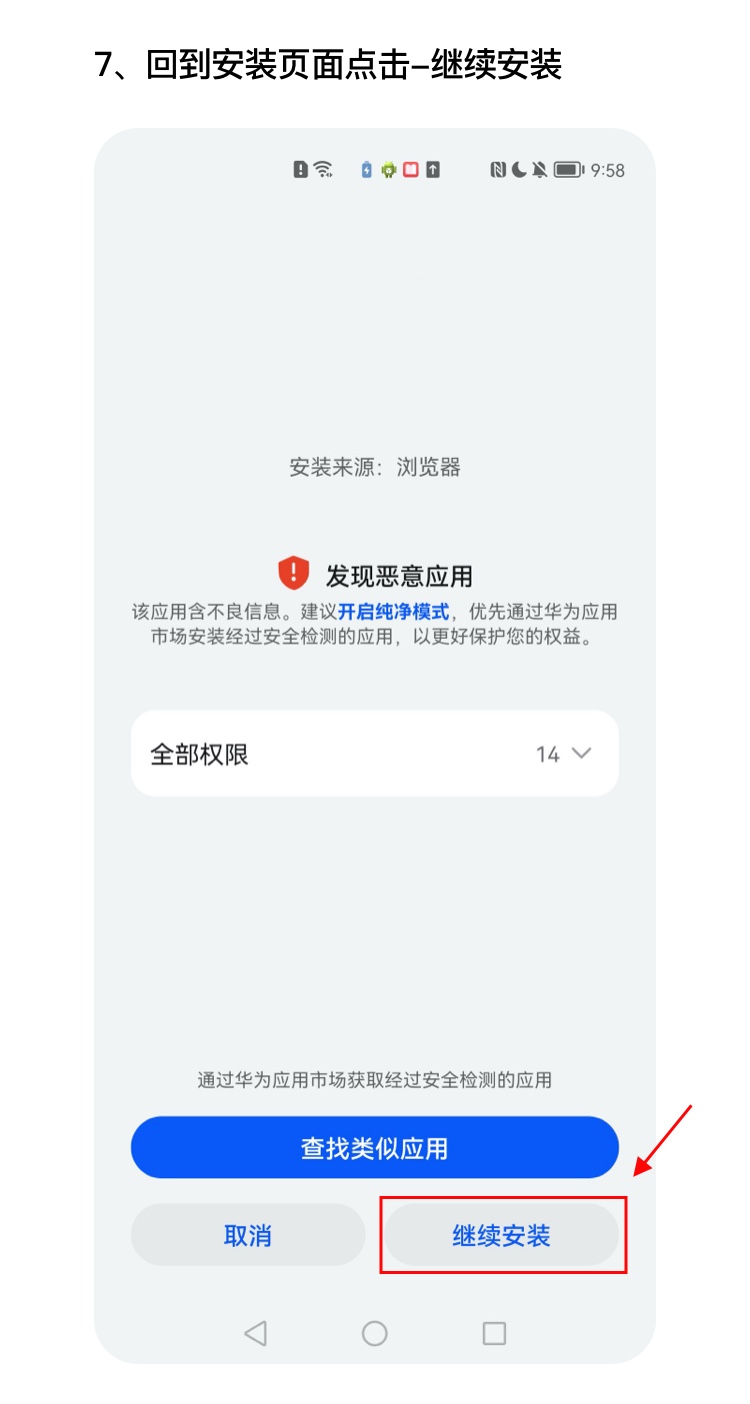 7、回到安装页面点击–继续安装
9:58
安装来源：浏览器
发现恶意应用
该应用含不良信息。建议开启纯净模式，优先通过华为应用
市场安装经过安全检测的应用，以更好保护您的权益。
全部权限 14
通过华为应用市场获取经过安全检测的应用
查找类似应用
取消 继续安装